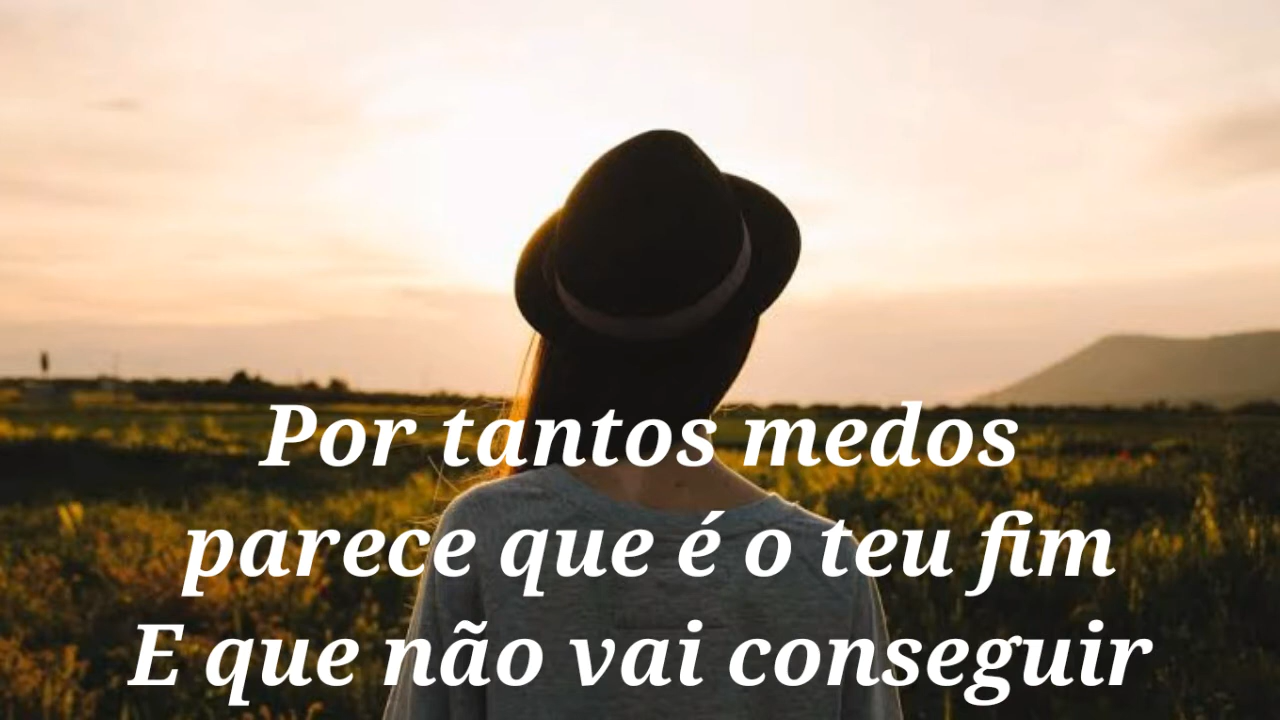 Por tantos medos
parece que é o teu fim
E que não vai conseguir